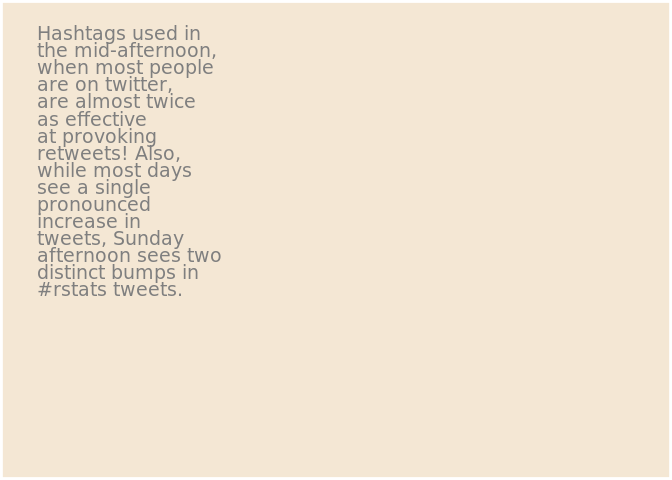 Hashtags used in
the mid-afternoon,
when most people
are on twitter,
are almost twice
as effective
at provoking
retweets! Also,
while most days
see a single
pronounced
increase in
tweets, Sunday
afternoon sees two
distinct bumps in
#rstats tweets.